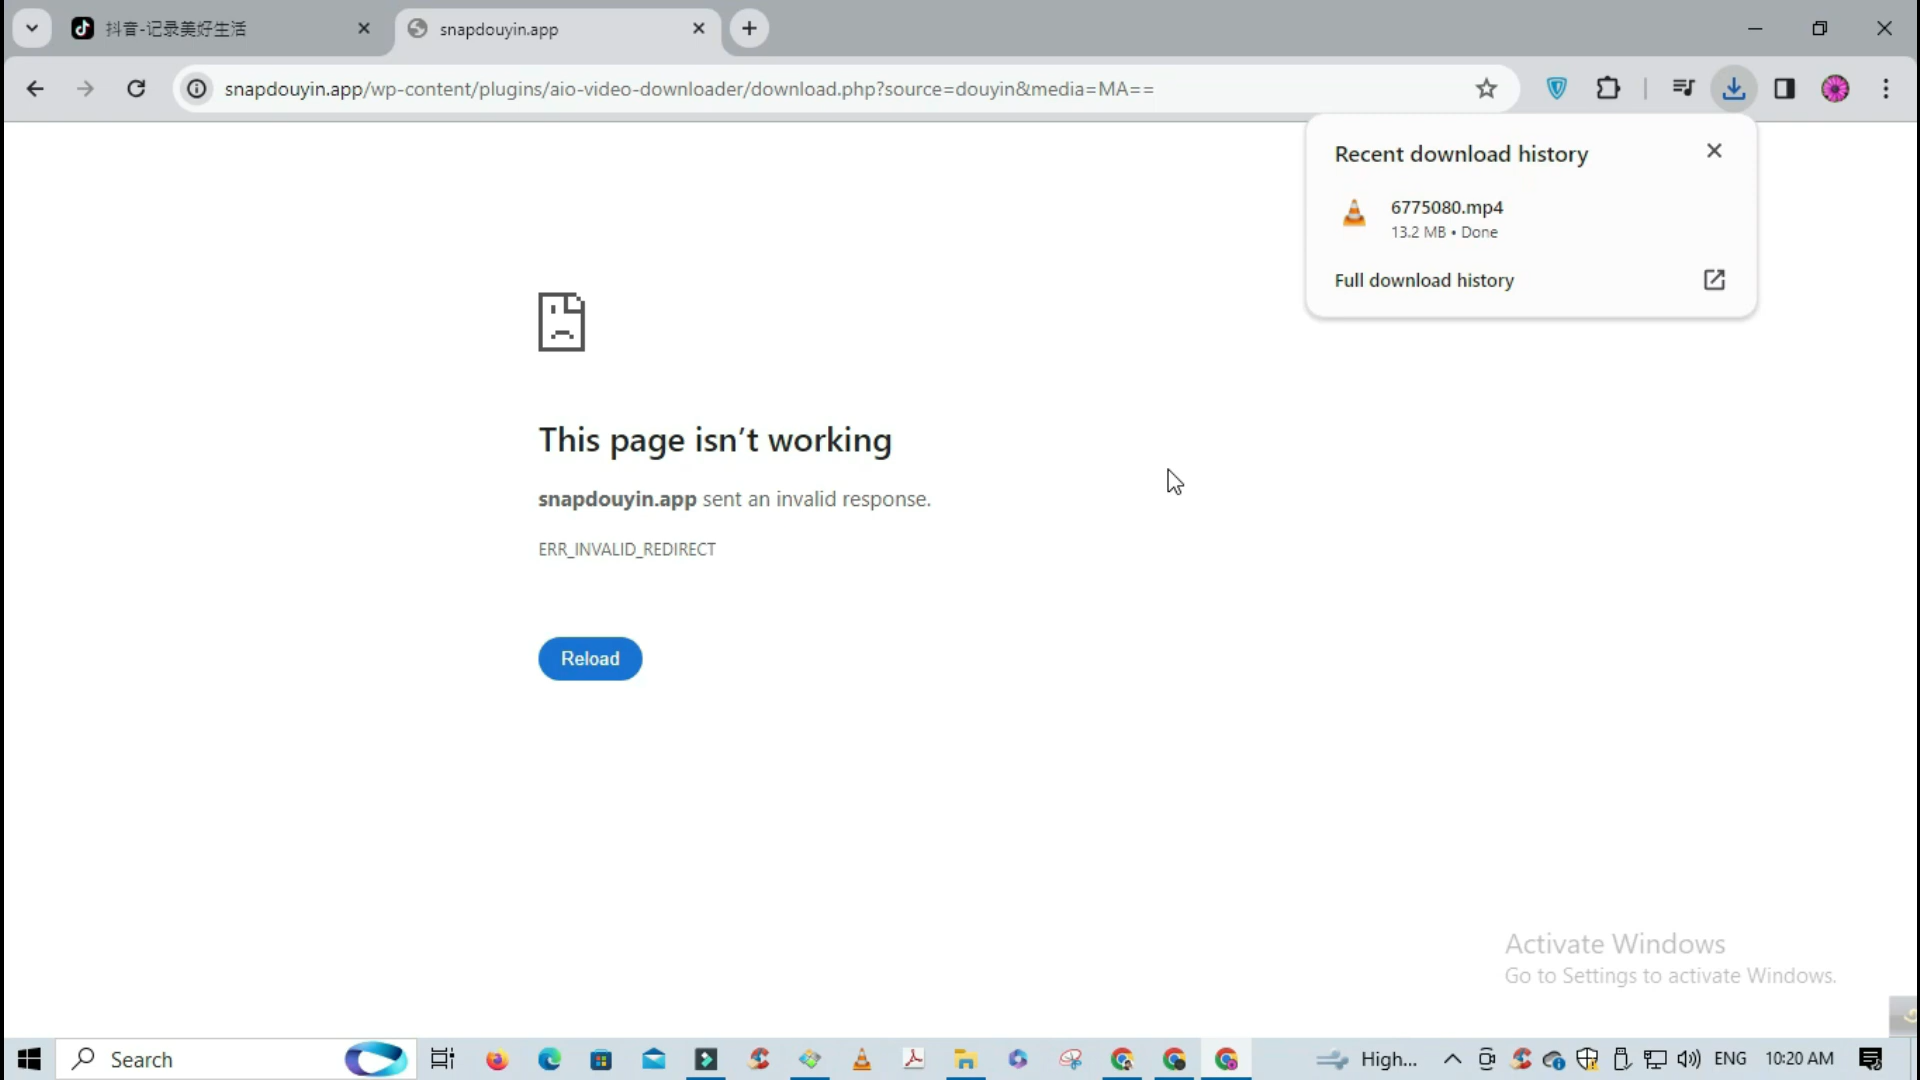 抖音-记录美好生活
snapdouyin.app
snapdouyin.app/wp-content/plugins/aio-video-downloader/download.php?source=douyin&media=MA==
Recent download history
6775080.mp4
13.2 MB • Done
Full download history
This page isn’t working
snapdouyin.app sent an invalid response.
ERR_INVALID_REDIRECT
Reload
Activate Windows
Go to Settings to activate Windows.
Search
High...
ENG
10:20 AM